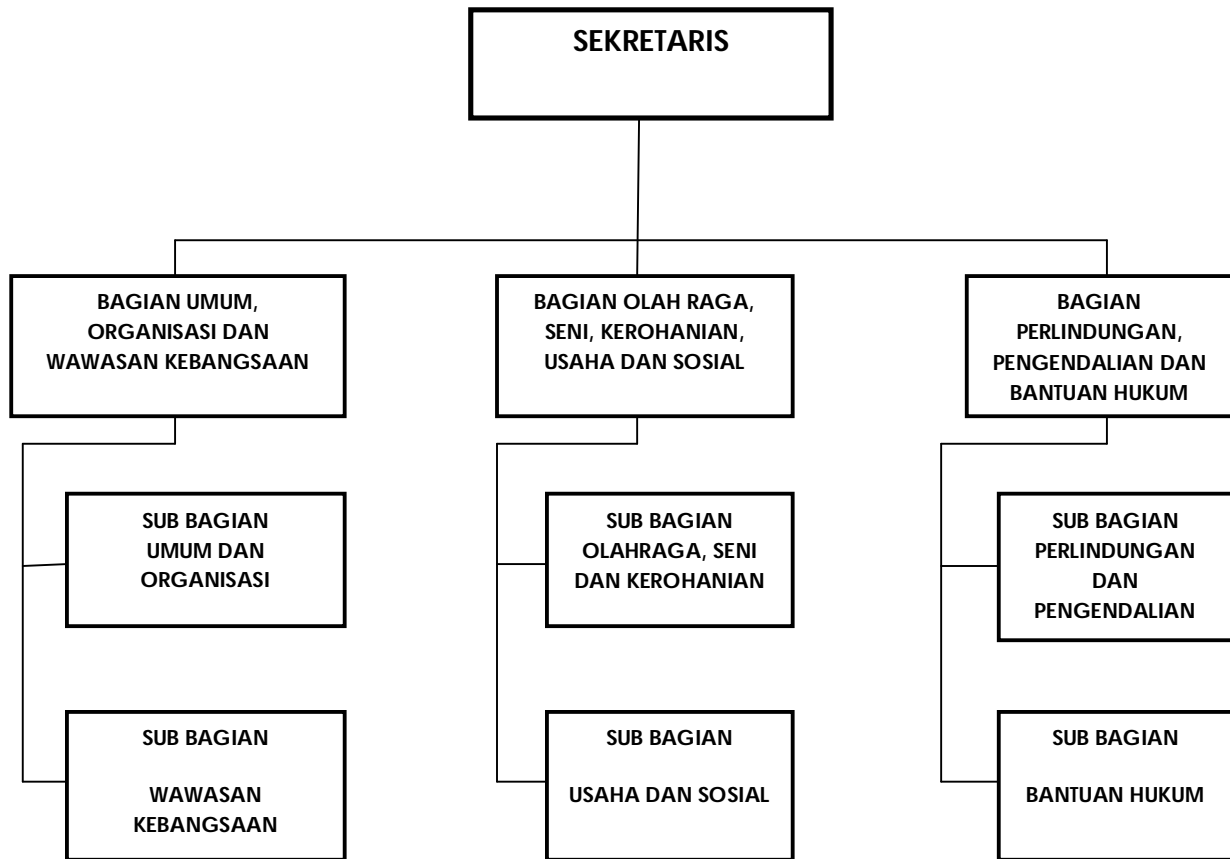 SEKRETARIS
BAGIAN UMUM,
ORGANISASI DAN
WAWASAN KEBANGSAAN
BAGIAN OLAH RAGA,
SENI, KEROHANIAN,
USAHA DAN SOSIAL
BAGIAN
PERLINDUNGAN,
PENGENDALIAN DAN
BANTUAN HUKUM
SUB BAGIAN
UMUM DAN
ORGANISASI
SUB BAGIAN
OLAHRAGA, SENI
DAN KEROHANIAN
SUB BAGIAN
PERLINDUNGAN
DAN
PENGENDALIAN
SUB BAGIAN
WAWASAN
KEBANGSAAN
SUB BAGIAN
USAHA DAN SOSIAL
SUB BAGIAN
BANTUAN HUKUM